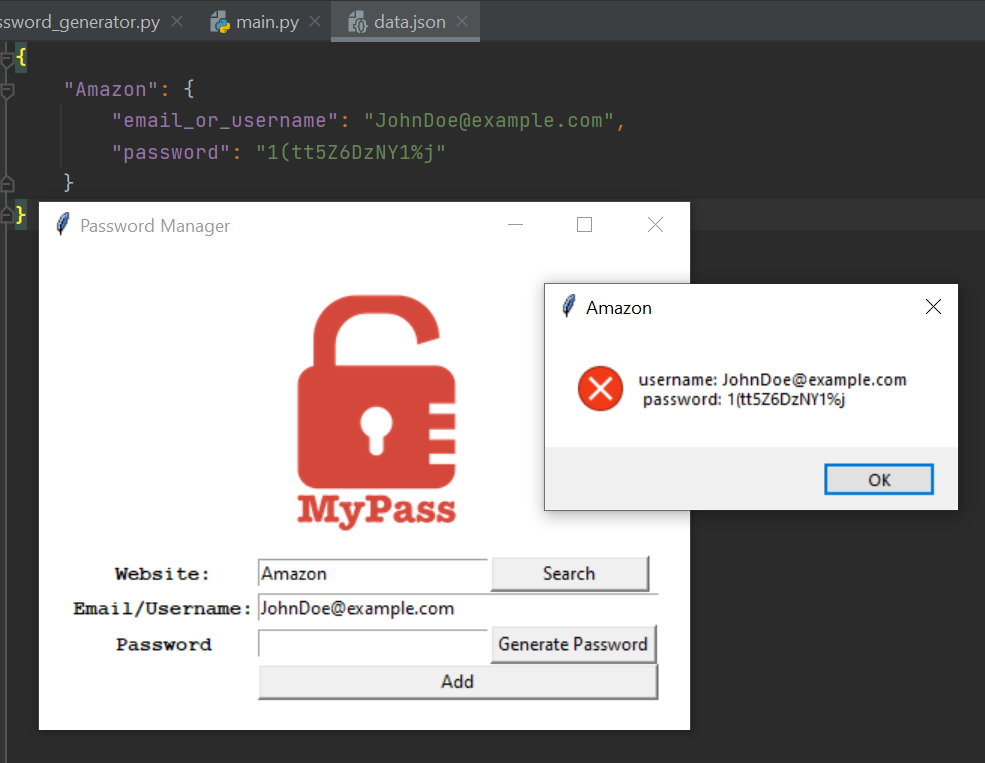 ssword_generator.py
main.py
data.json
{
"Amazon": {
"email_or_username": "JohnDoe@example.com",
"password": "1(tt5Z6DzNY1%j"
}
}
Password Manager
MyPass
Website:
Amazon
Search
Email/Username:
JohnDoe@example.com
Password
Generate Password
Add
Amazon
username: JohnDoe@example.com
password: 1(tt5Z6DzNY1%j
OK